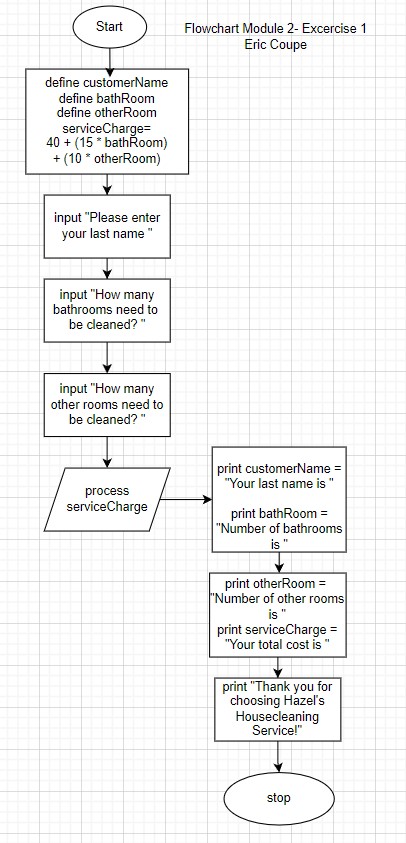 Start
Flowchart Module 2- Excercise 1
Eric Coupe
define customerName
define bathRoom
define otherRoom
serviceCharge=
40 + (15 * bathRoom)
+ (10 * otherRoom)
input "Please enter
your last name "
input "How many
bathrooms need to
be cleaned? "
input "How many
other rooms need to
be cleaned? "
process
serviceCharge
print customerName =
"Your last name is "
print bathRoom =
"Number of bathrooms
is "
print otherRoom =
"Number of other rooms
is "
print serviceCharge =
"Your total cost is "
print "Thank you for
choosing Hazel's
Housecleaning
Service!"
stop